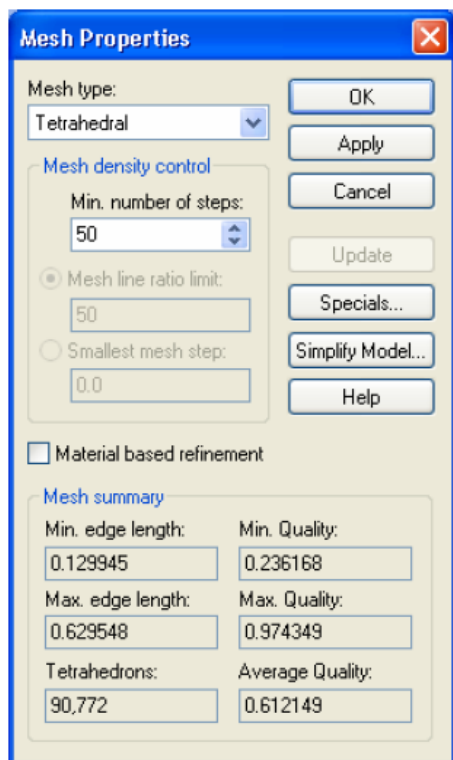 Mesh Properties
Mesh type:
Tetrahedral
OK
Apply
Cancel
Update
Specials...
Simplify Model...
Help
Mesh density control
Min. number of steps:
50
Mesh line ratio limit:
50
Smallest mesh step:
0.0
Material based refinement
Mesh summary
Min. edge length: Min. Quality:
0.129945 0.236168
Max. edge length: Max. Quality:
0.629548 0.974349
Tetrahedrons: Average Quality:
90,772 0.612149